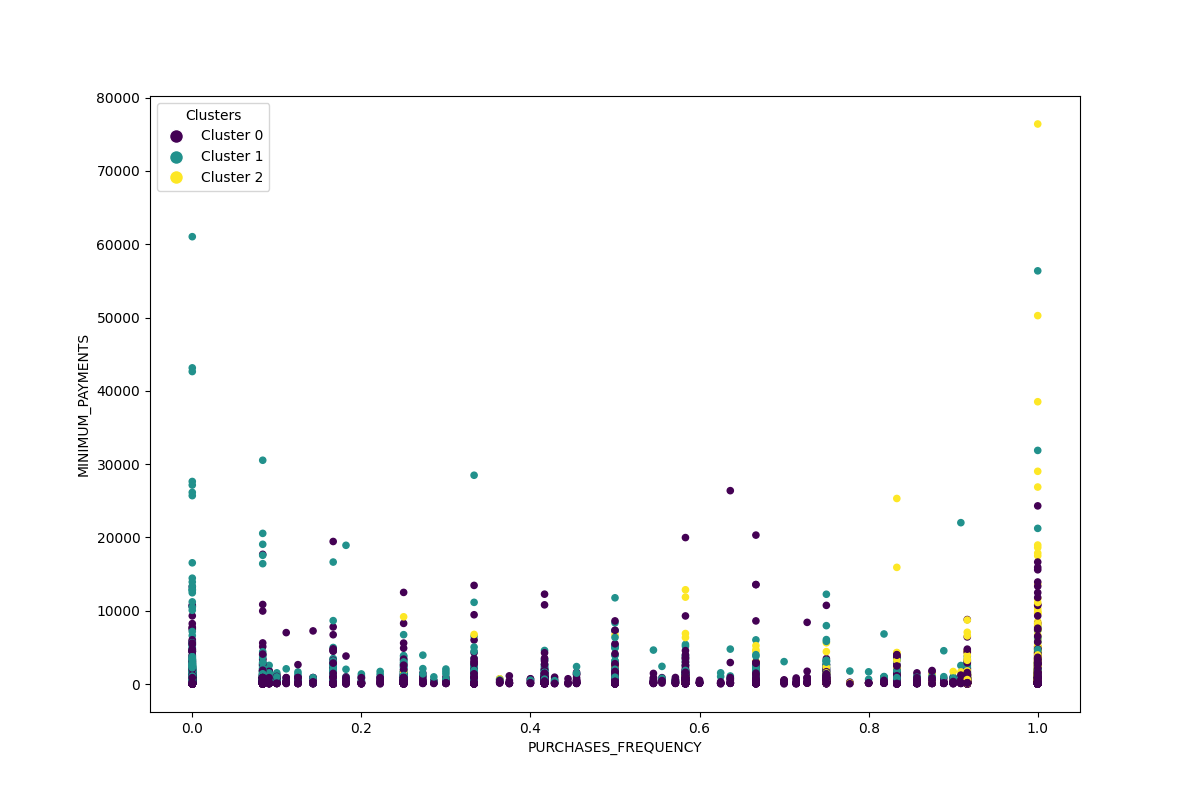 80000
70000
60000
50000
40000
30000
20000
10000
0
MINIMUM_PAYMENTS
Clusters
Cluster 0
Cluster 1
Cluster 2
0.0 0.2 0.4 0.6 0.8 1.0
PURCHASES_FREQUENCY